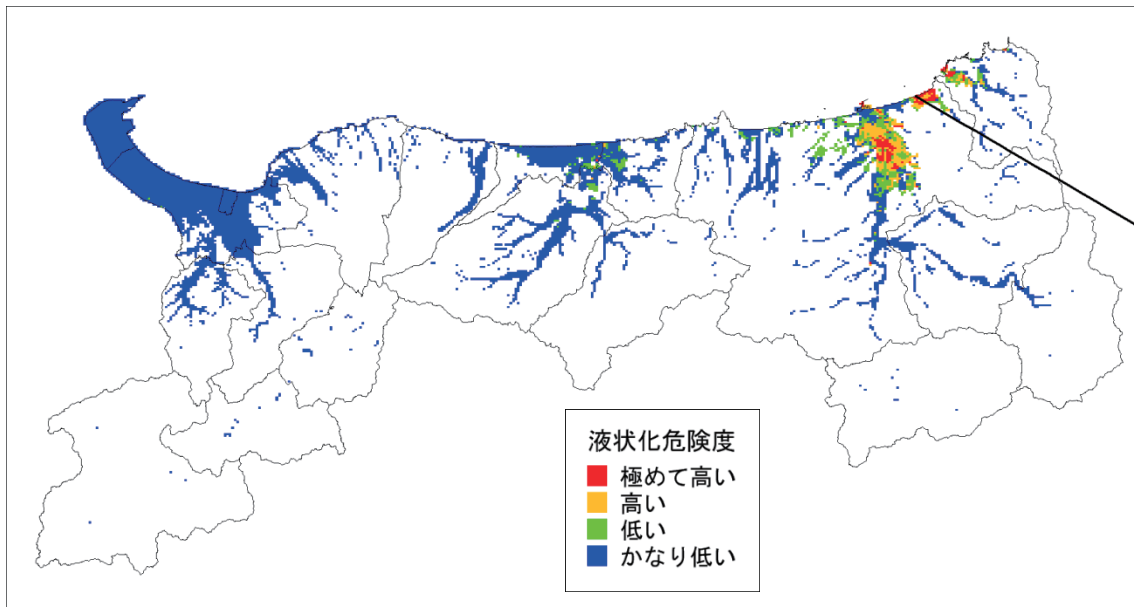 液状化危険度
極めて高い
高い
低い
かなり低い